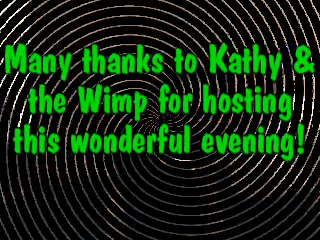 Many thanks to Kathy &
the Wimp for hosting
this wonderful evening!